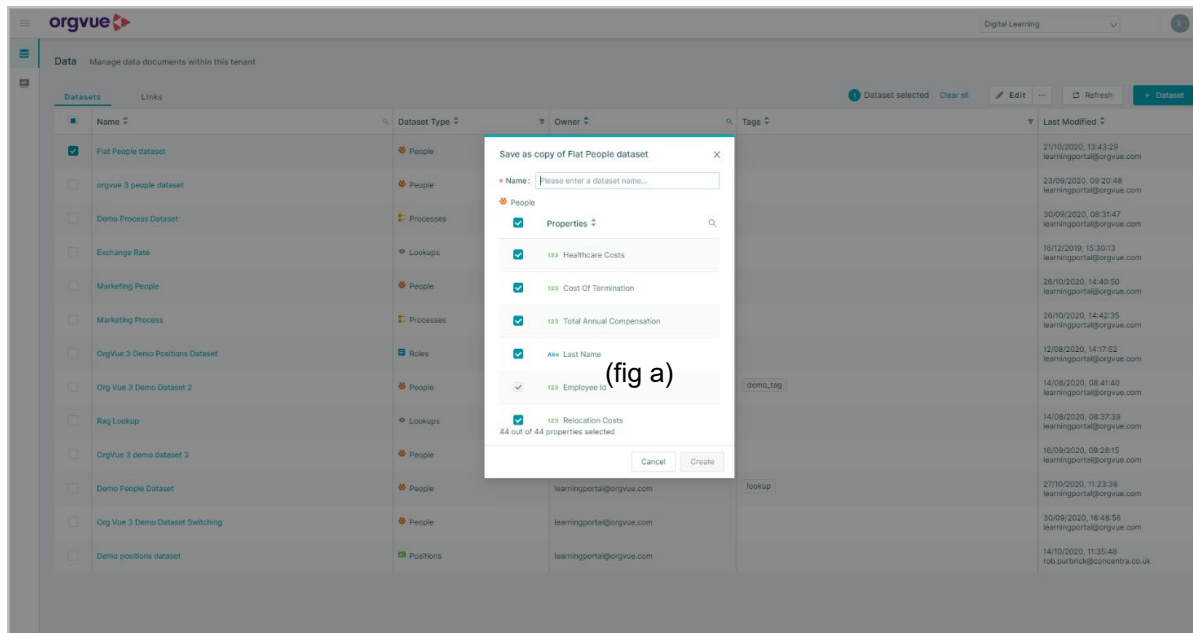 orgvue
Digital Learning
Data Manage data documents within this tenant
Datasets Links
1 Dataset selected Clear all Edit ... Refresh + Dataset
Name Dataset Type Owner Tags Last Modified
Flat People dataset People 21/10/2020, 13:43:29
learningportal@orgvue.com
orgvue 3 people dataset People 23/09/2020, 09:20:48
learningportal@orgvue.com
Demo Process Dataset Processes 30/09/2020, 08:31:47
learningportal@orgvue.com
Exchange Rate Lookups 16/12/2019, 15:30:13
learningportal@orgvue.com
Marketing People People 26/10/2020, 14:40:50
learningportal@orgvue.com
Marketing Process Processes 26/10/2020, 14:42:35
learningportal@orgvue.com
OrgVue 3 Demo Positions Dataset Roles 12/08/2020, 14:17:52
learningportal@orgvue.com
Org Vue 3 Demo Dataset 2 People demo_tag 14/08/2020, 08:41:40
learningportal@orgvue.com
Rag Lookup Lookups 14/08/2020, 08:37:39
learningportal@orgvue.com
OrgVue 3 demo dataset 3 People 16/09/2020, 09:28:15
learningportal@orgvue.com
Demo People Dataset People learningportal@orgvue.com lookup 27/10/2020, 11:23:38
learningportal@orgvue.com
Org Vue 3 Demo Dataset Switching People learningportal@orgvue.com 30/09/2020, 16:48:56
learningportal@orgvue.com
Demo positions dataset Positions learningportal@orgvue.com 14/10/2020, 11:35:48
rob.purbrick@concentra.co.uk
Save as copy of Flat People dataset
* Name: Please enter a dataset name...
People
Properties
123 Healthcare Costs
123 Cost Of Termination
123 Total Annual Compensation
Abc Last Name
(fig a)
123 Employee Id
123 Relocation Costs
44 out of 44 properties selected
Cancel Create